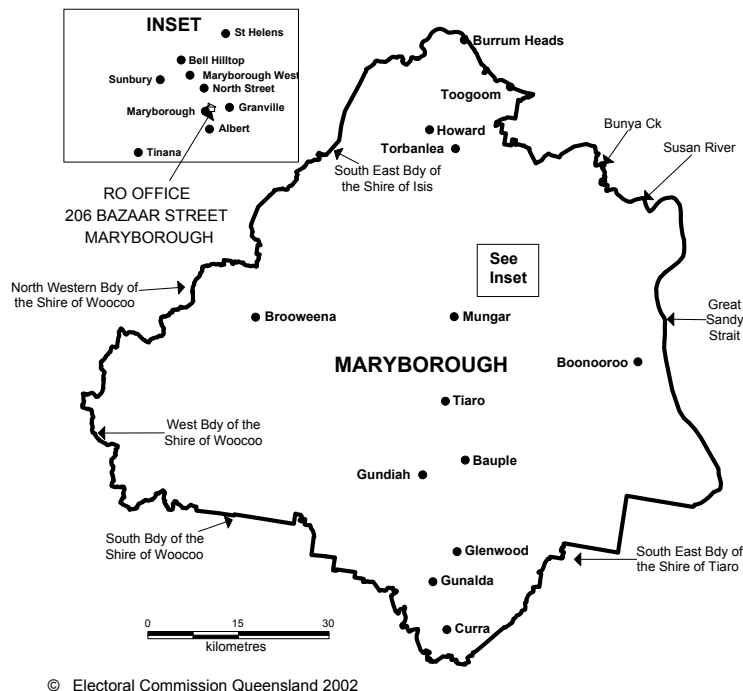 INSET
St Helens
Bell Hilltop
Sunbury
Maryborough West
North Street
Maryborough
Granville
Albert
Tinana
RO OFFICE
206 BAZAAR STREET
MARYBOROUGH
Burrum Heads
Toogoom
Howard
Torbanlea
Bunya Ck
Susan River
South East Bdy of
the Shire of Isis
See
Inset
North Western Bdy of
the Shire of Woocoo
Brooweena
Mungar
Great
Sandy
Strait
MARYBOROUGH
Boonooroo
Tiaro
West Bdy of the
Shire of Woocoo
Bauple
Gundiah
South Bdy of the
Shire of Woocoo
Glenwood
South East Bdy of
the Shire of Tiaro
Gunalda
Curra
0 15 30
kilometres
© Electoral Commission Queensland 2002